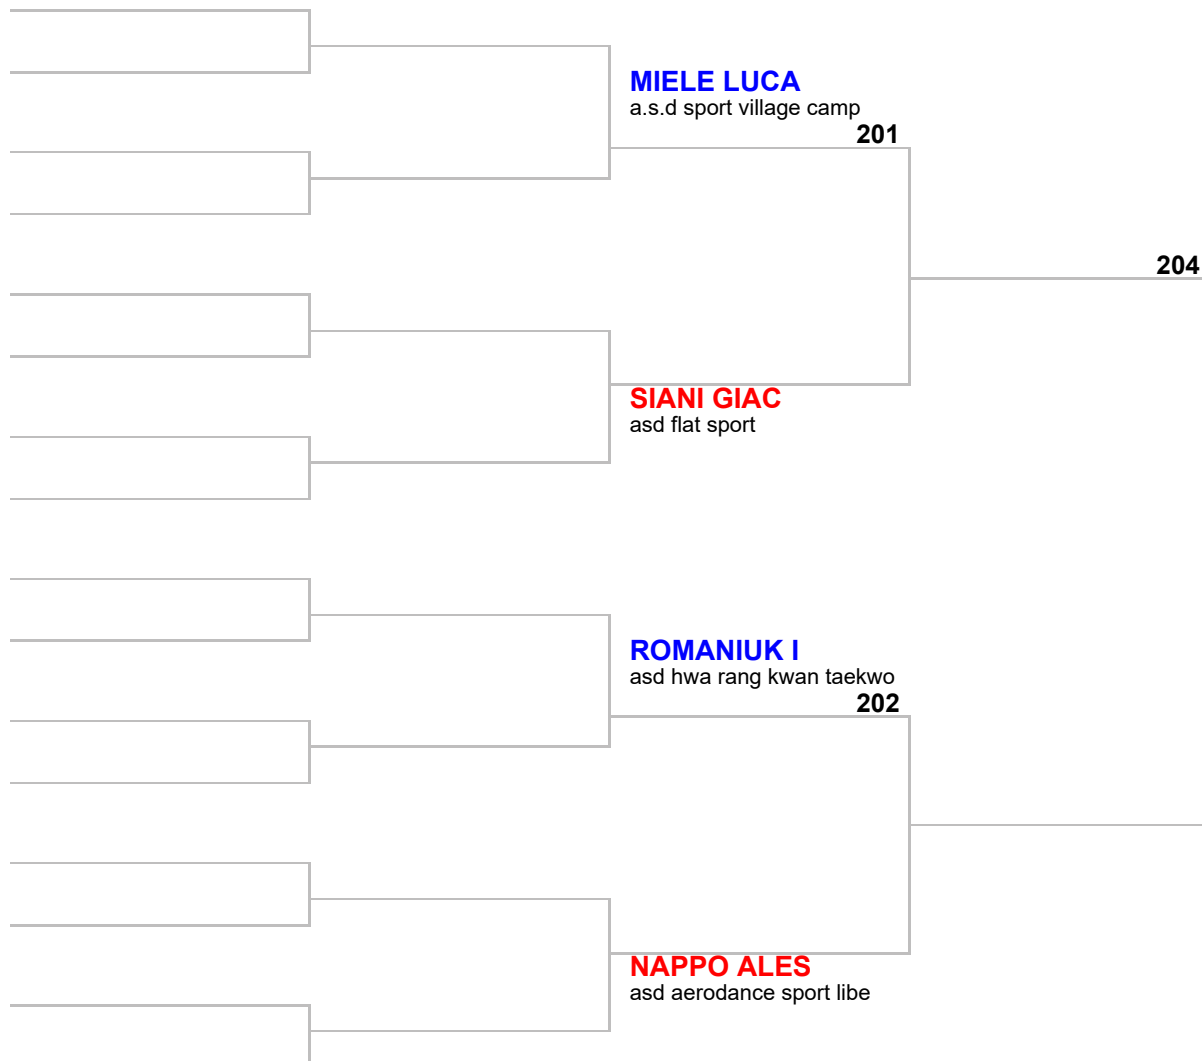 MIELE LUCA
a.s.d sport village camp
201
204
SIANI GIAC
asd flat sport
ROMANIUK I
asd hwa rang kwan taekwo
202
NAPPO ALES
asd aerodance sport libe